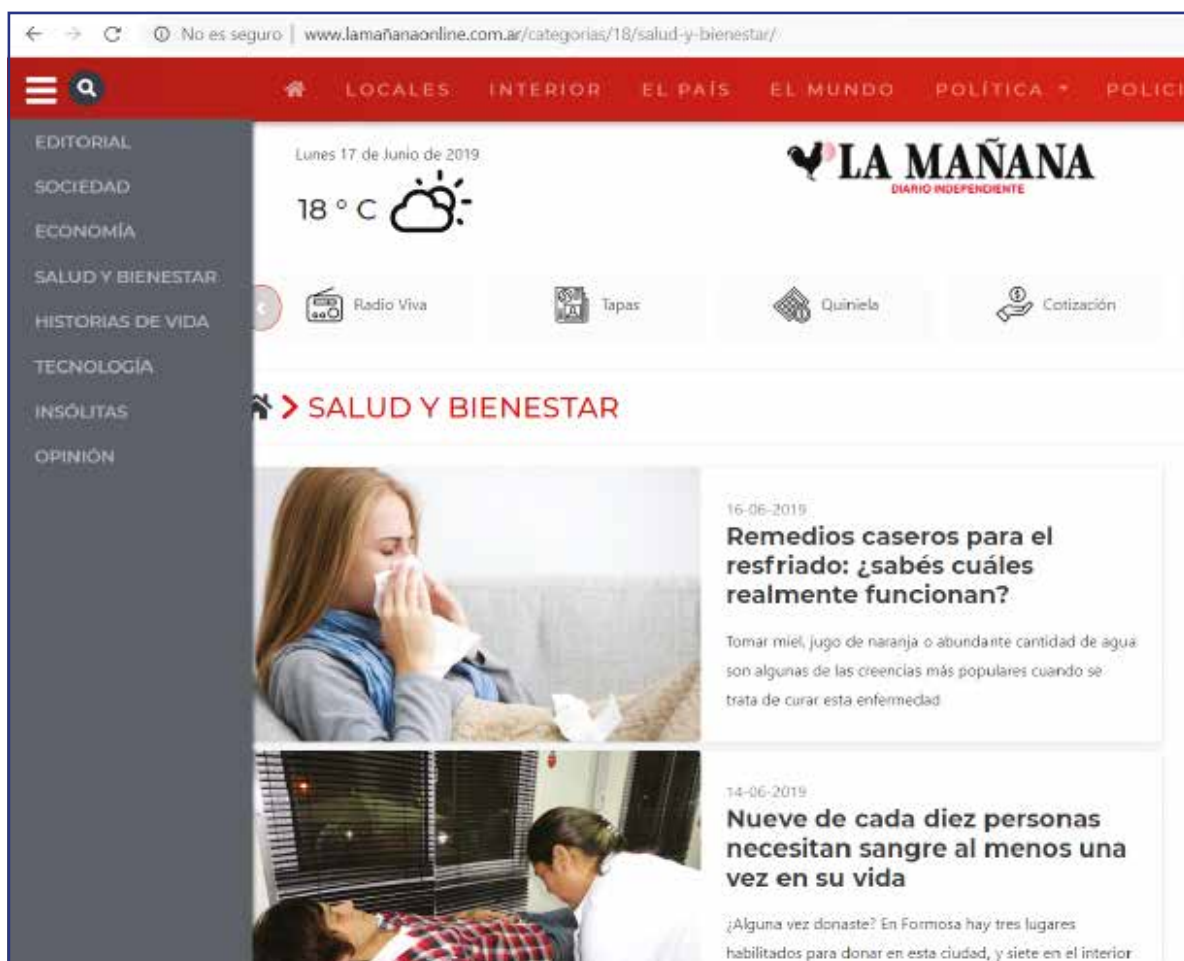 No es seguro | www.lamañanaonline.com.ar/categorias/18/salud-y-bienestar/
LOCALES INTERIOR EL PAÍS EL MUNDO POLÍTICA POLICI
EDITORIAL
SOCIEDAD
ECONOMÍA
SALUD Y BIENESTAR
HISTORIAS DE VIDA
TECNOLOGÍA
INSÓLITAS
OPINIÓN
Lunes 17 de Junio de 2019
18 ° C
LA MAÑANA
DIARIO INDEPENDIENTE
Radio Viva
Tapas
Quiniela
Cotización
SALUD Y BIENESTAR
16-06-2019
Remedios caseros para el
resfriado: ¿sabés cuáles
realmente funcionan?
Tomar miel, jugo de naranja o abundante cantidad de agua
son algunas de las creencias más populares cuando se
trata de curar esta enfermedad
14-06-2019
Nueve de cada diez personas
necesitan sangre al menos una
vez en su vida
¿Alguna vez donaste? En Formosa hay tres lugares
habilitados para donar en esta ciudad, y siete en el interior